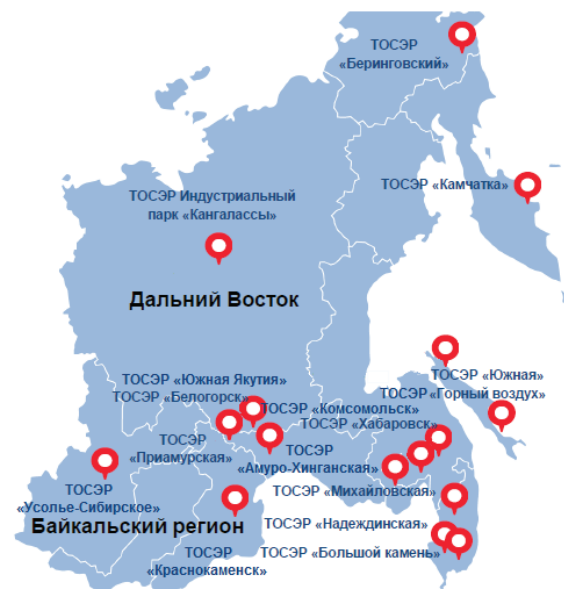 ТОСЭР
«Беринговский»
ТОСЭР «Камчатка»
ТОСЭР Индустриальный
парк «Кангалассы»
Дальний Восток
ТОСЭР «Южная»
ТОСЭР «Горный воздух»
ТОСЭР «Южная Якутия»
ТОСЭР «Белогорск»
ТОСЭР «Комсомольск»
ТОСЭР «Хабаровск»
ТОСЭР
«Приамурская»
ТОСЭР
«Амуро-Хинганская»
ТОСЭР
«Усолье-Сибирское»
ТОСЭР «Михайловская»
Байкальский регион
ТОСЭР «Надеждинская»
ТОСЭР «Большой камень»
ТОСЭР
«Краснокаменск»